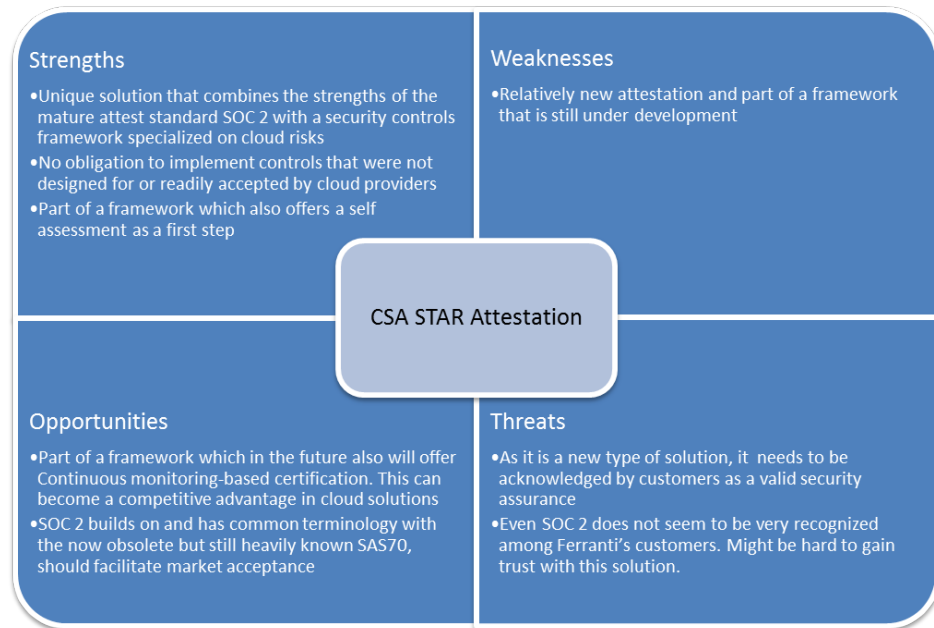 Strengths
•Unique solution that combines the strengths of the
mature attest standard SOC 2 with a security controls
framework specialized on cloud risks
•No obligation to implement controls that were not
designed for or readily accepted by cloud providers
•Part of a framework which also offers a self
assessment as a first step
Weaknesses
•Relatively new attestation and part of a framework
that is still under development
CSA STAR Attestation
Opportunities
•Part of a framework which in the future also will offer
Continuous monitoring-based certification. This can
become a competitive advantage in cloud solutions
•SOC 2 builds on and has common terminology with
the now obsolete but still heavily known SAS70,
should facilitate market acceptance
Threats
•As it is a new type of solution, it  needs to be
acknowledged by customers as a valid security
assurance
•Even SOC 2 does not seem to be very recognized
among Ferranti’s customers. Might be hard to gain
trust with this solution.